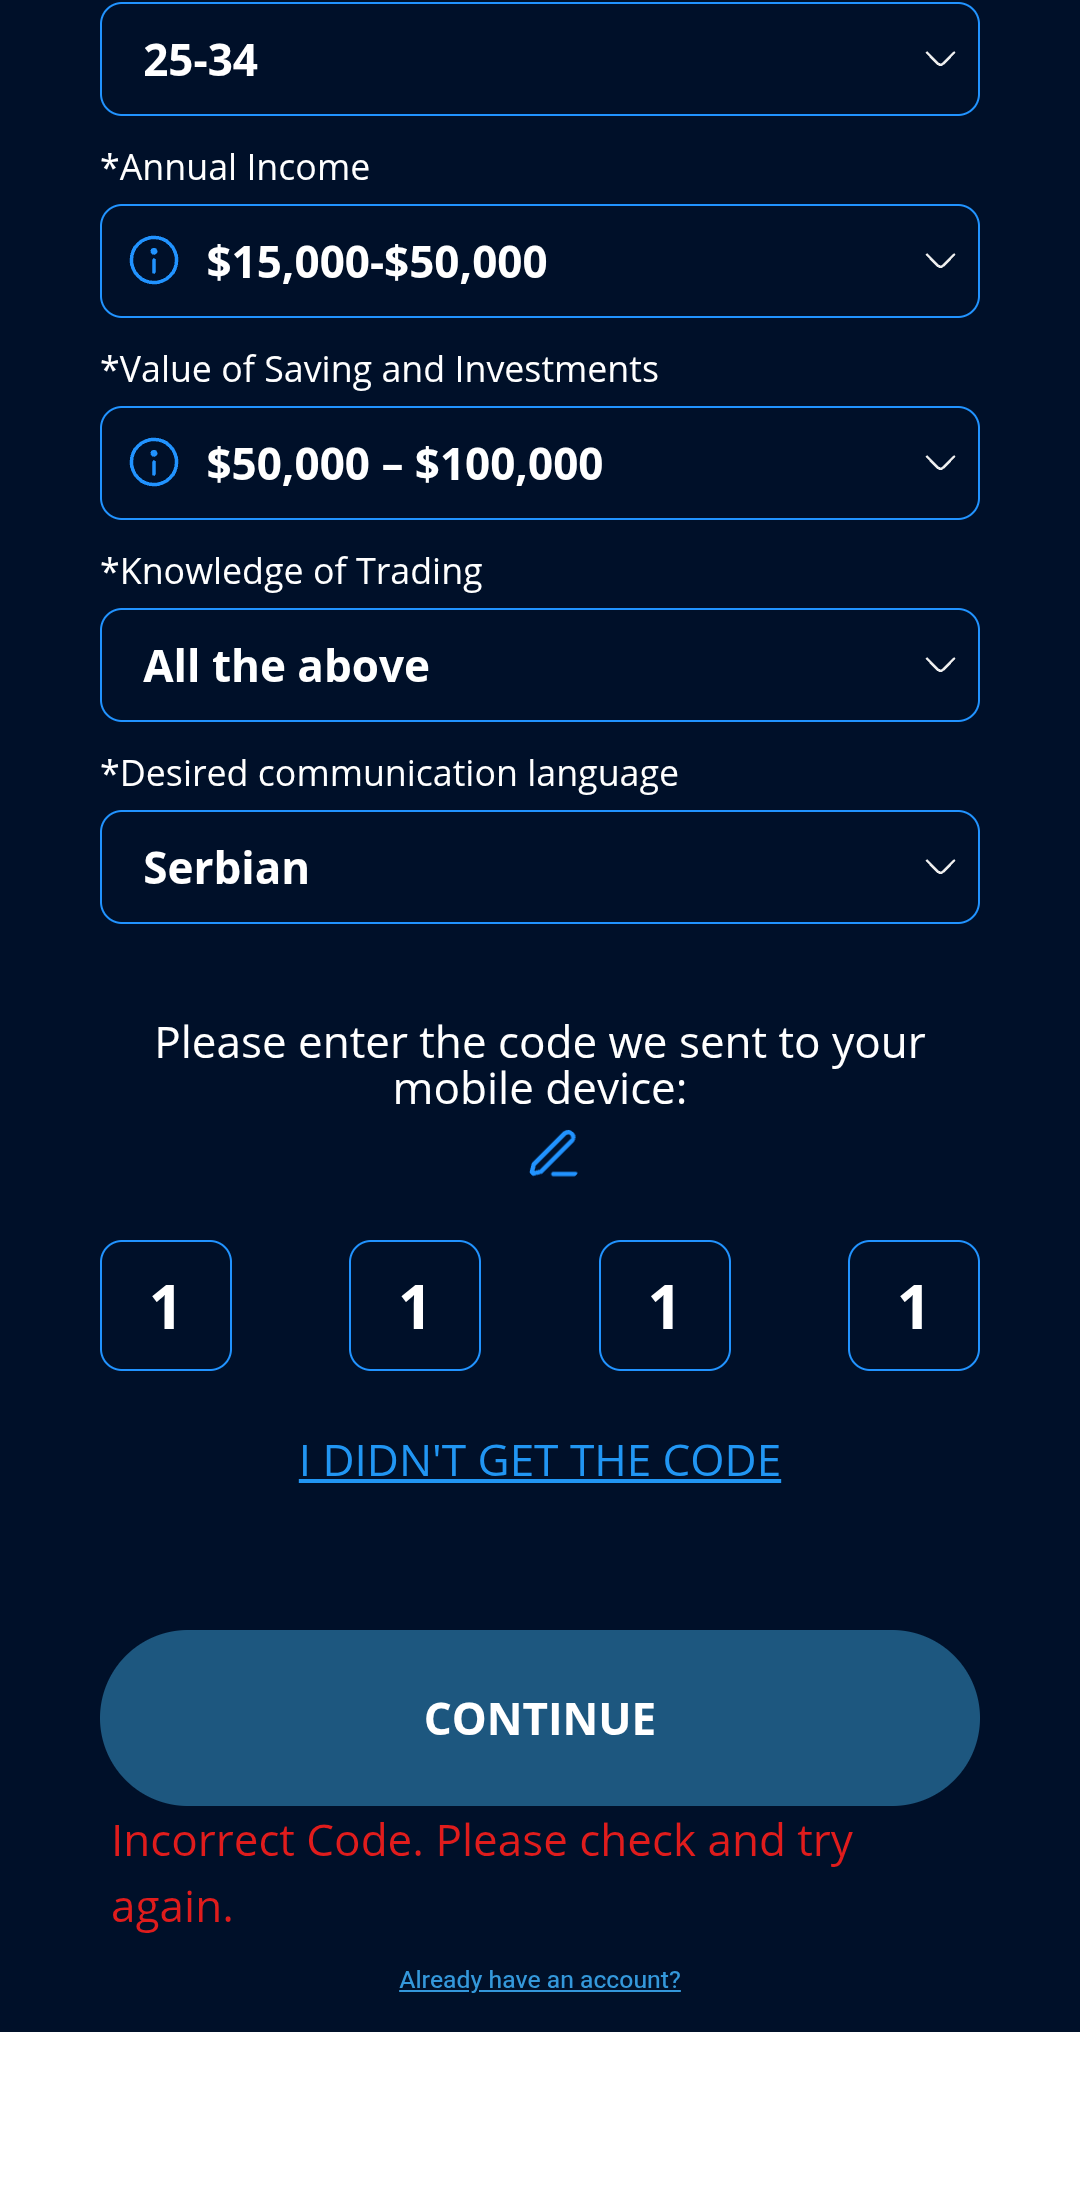 25-34
*Annual Income
$15,000-$50,000
*Value of Saving and Investments
$50,000 – $100,000
*Knowledge of Trading
All the above
*Desired communication language
Serbian
Please enter the code we sent to your
mobile device:
1 1 1 1
I DIDN'T GET THE CODE
CONTINUE
Incorrect Code. Please check and try
again.
Already have an account?